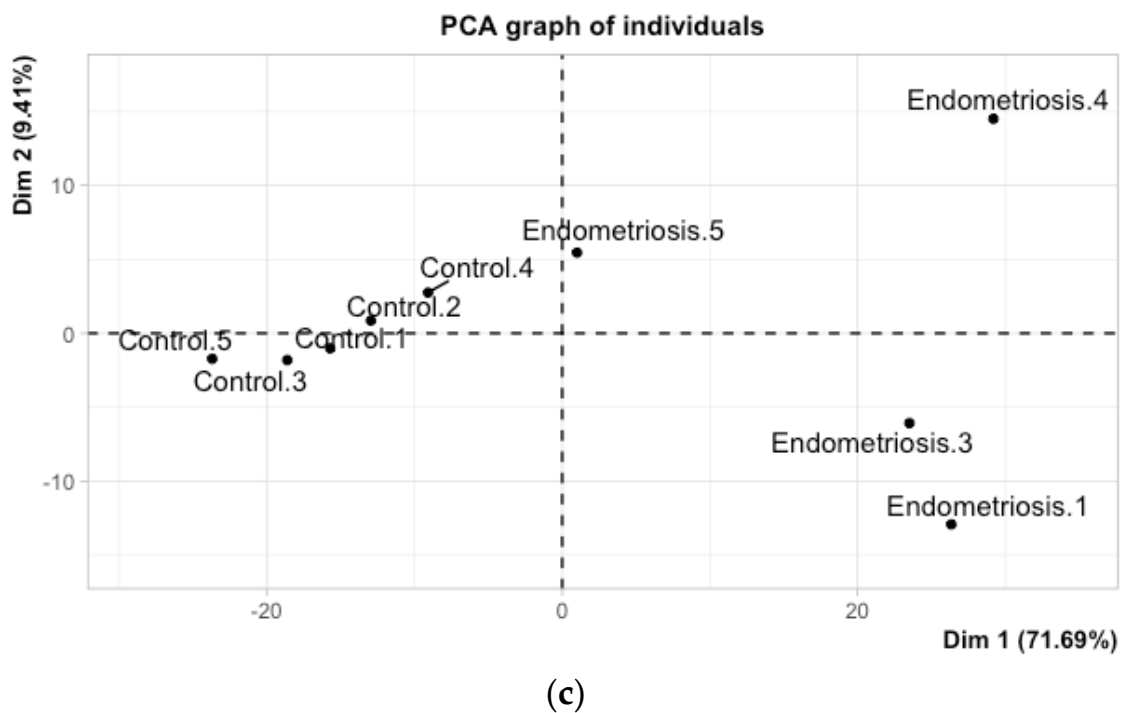 PCA graph of individuals
Dim 2 (9.41%)
Endometriosis.4
10
Endometriosis.5
Control.4
Control.2
0
Control.5
Control.1
Control.3
Endometriosis.3
-10
Endometriosis.1
-20
0
20
Dim 1 (71.69%)
(c)